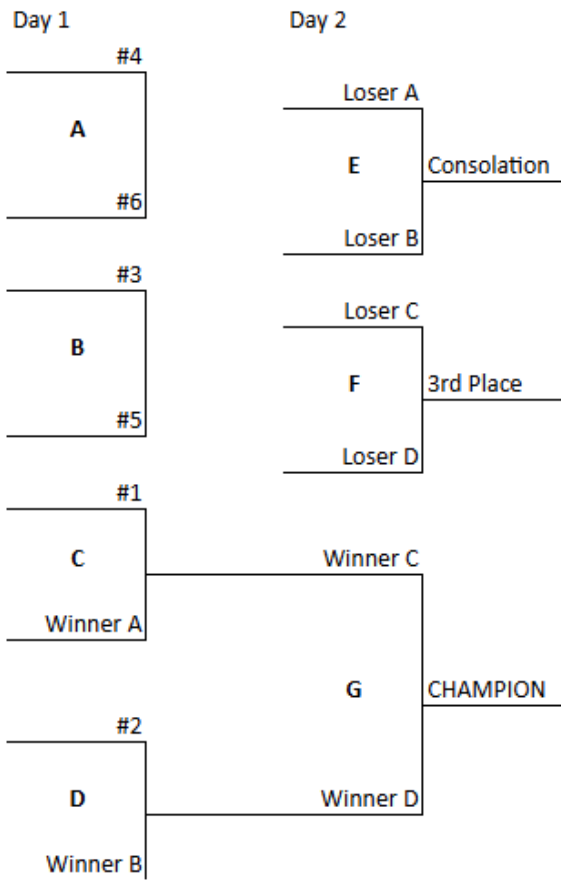 Day 1
Day 2
#4
A
#6
#3
B
#5
#1
C
Winner A
#2
D
Winner B
Loser A
E
Consolation
Loser B
Loser C
F
3rd Place
Loser D
Winner C
G
CHAMPION
Winner D